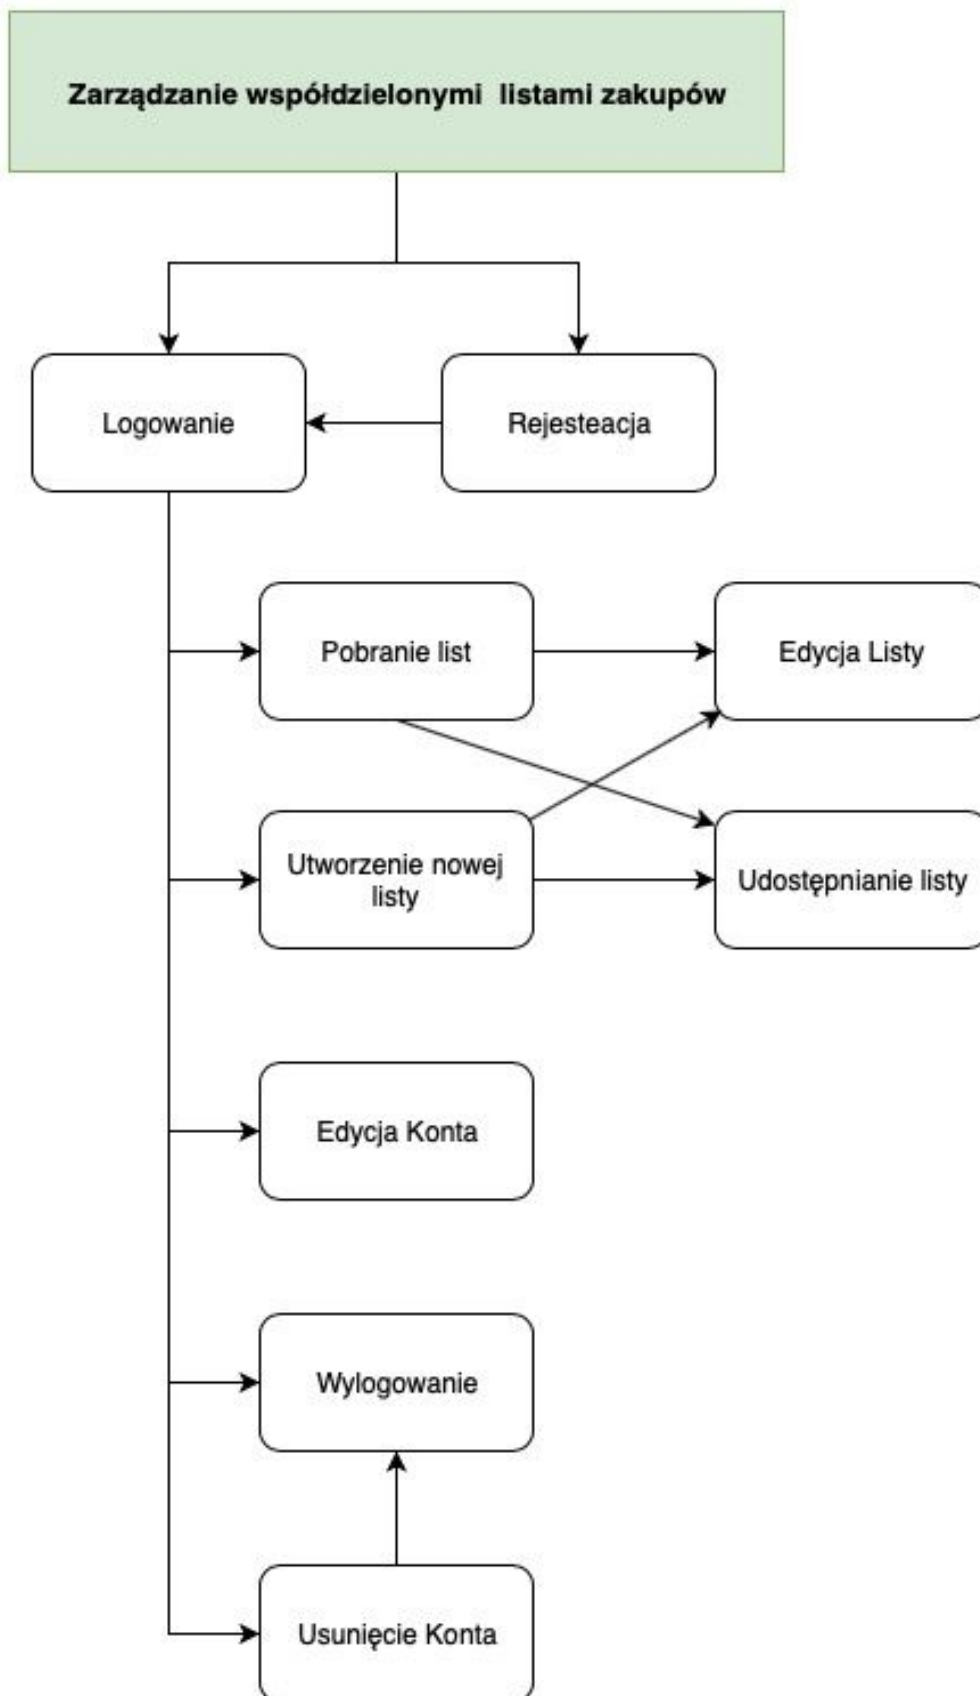 Zarządzanie współdzielonymi listami zakupów
Logowanie
Rejesteacja
Pobranie list
Edycja Listy
Utworzenie nowej
listy
Udostępnianie listy
Edycja Konta
Wylogowanie
Usunięcie Konta